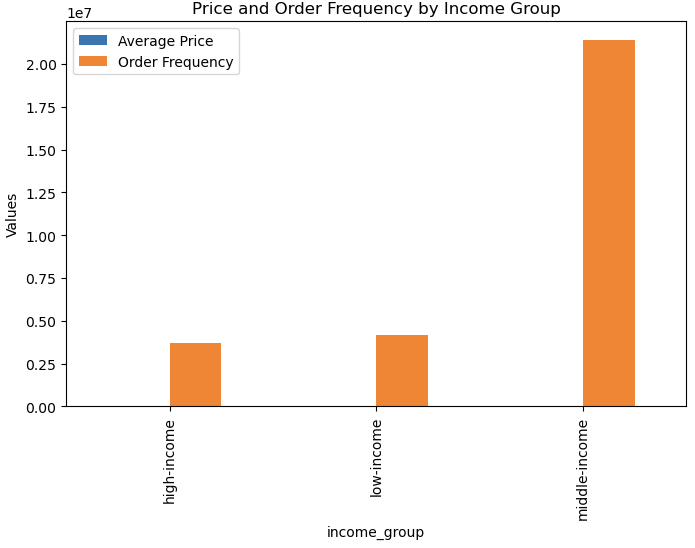 Price and Order Frequency by Income Group
1e7
Average Price
Order Frequency
2.00
1.75
1.50
1.25
1.00
0.75
0.50
0.25
0.00
Values
high-income
low-income
middle-income
income_group